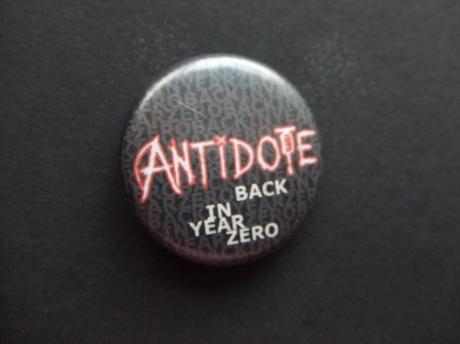 ANTiDOTE
BACK
IN
YEAR
ZERO